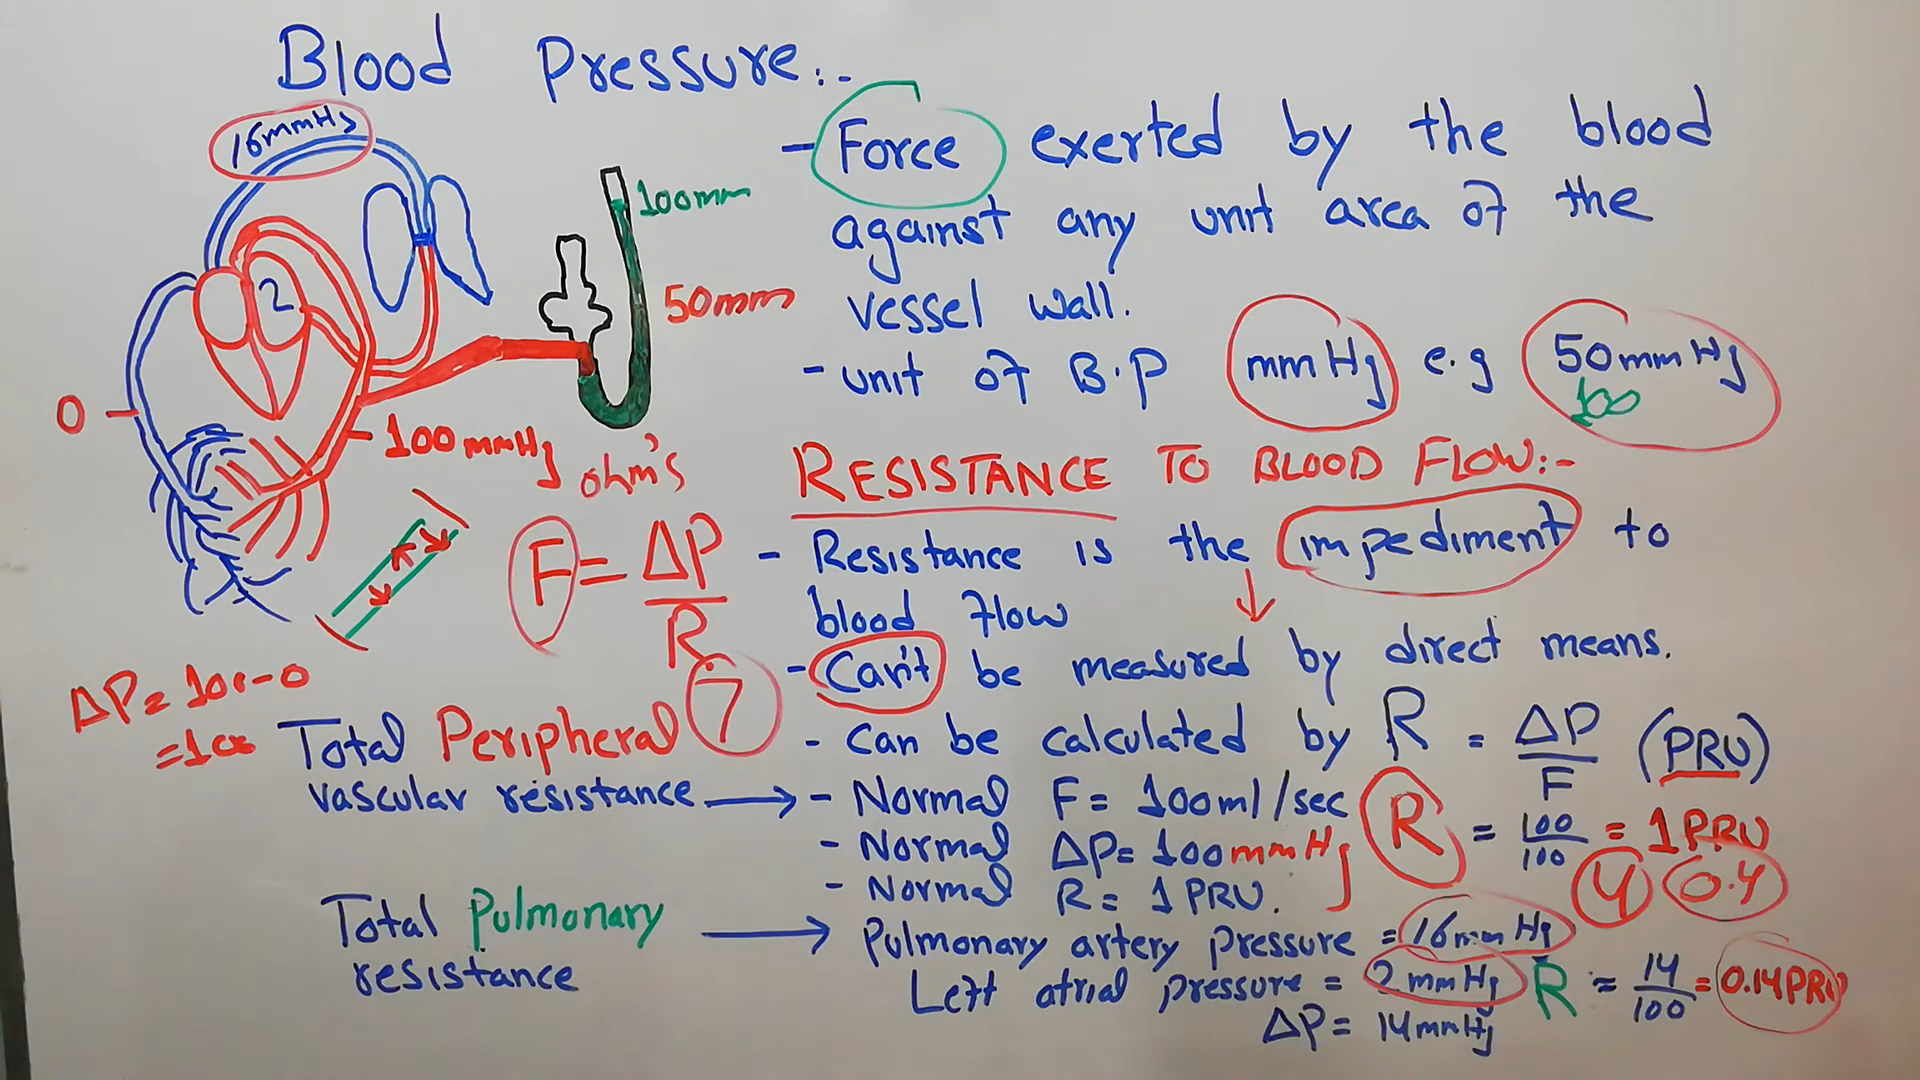 Blood Pressure:-
16mmHg
2
0
100mm
50mm
100mmHg
- Force exerted by the blood
against any unit area of the
vessel wall.
- unit of B.P mmHg e.g 50mmHg
100
ohm's
F = ΔP
R
RESISTANCE TO BLOOD FLOW:-
- Resistance is the impediment to
blood flow
- Can't be measured by direct means.
- Can be calculated by R = ΔP (PRU)
F
ΔP = 100-0
=100
7
Total Peripheral
vascular resistance → - Normal F = 100ml/sec
- Normal ΔP = 100mmHg
- Normal R = 1 PRU.
R = 100 = 1PRU
100
4 0.4
Total Pulmonary
resistance
→ Pulmonary artery pressure = 16mmHg
Left atrial pressure = 2mmHg
ΔP = 14mmHg
R = 14 = 0.14PRU
100